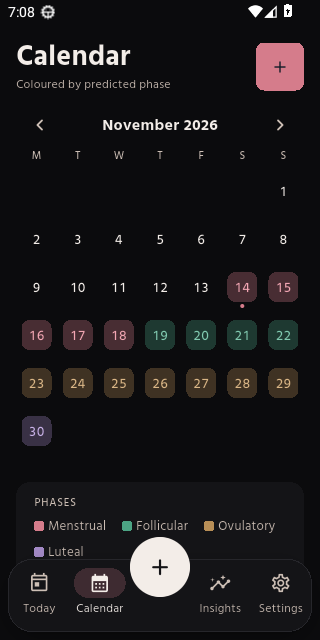 7:08
Calendar
Coloured by predicted phase
November 2026
M T W T F S S
1
2 3 4 5 6 7 8
9 10 11 12 13 14 15
16 17 18 19 20 21 22
23 24 25 26 27 28 29
30
PHASES
Menstrual Follicular Ovulatory
Luteal
Today Calendar Insights Settings